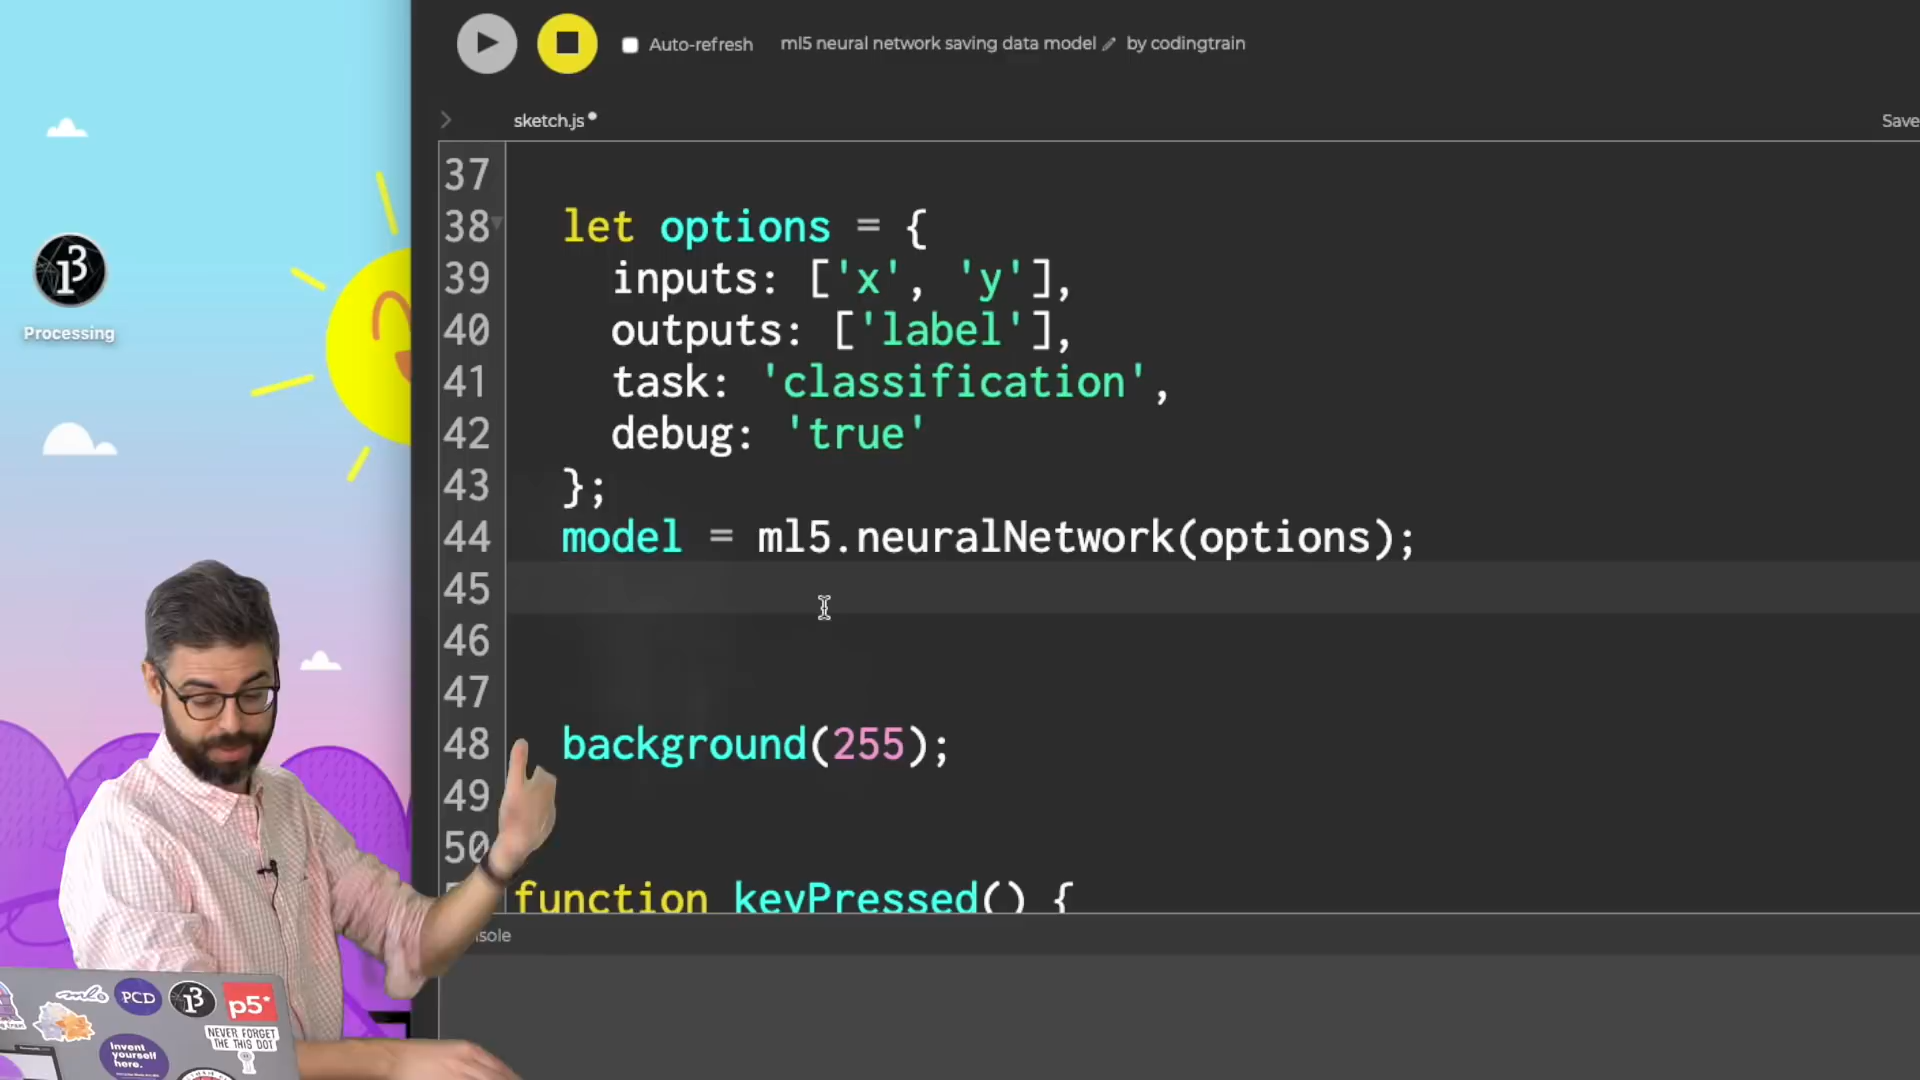 Auto-refresh
ml5 neural network saving data model
by codingtrain
sketch.js
Save
Processing
37
38 let options = {
39 inputs: ['x', 'y'],
40 outputs: ['label'],
41 task: 'classification',
42 debug: 'true'
43 };
44 model = ml5.neuralNetwork(options);
45
46
47
48 background(255);
49
50
function keyPressed() {
sole
PCD
p5*
NEVER FORGET
THE THIS DOT
Invent
yourself
here.